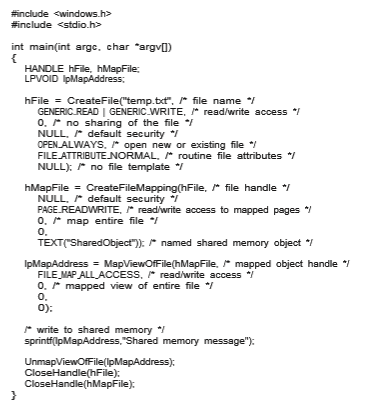 #include <windows.h>
#include <stdio.h>
int main(int argc, char *argv[])
{
HANDLE hFile, hMapFile;
LPVOID lpMapAddress;
hFile = CreateFile("temp.txt", /* file name */
GENERIC_READ | GENERIC_WRITE, /* read/write access */
0, /* no sharing of the file */
NULL, /* default security */
OPEN_ALWAYS, /* open new or existing file */
FILE_ATTRIBUTE_NORMAL, /* routine file attributes */
NULL); /* no file template */
hMapFile = CreateFileMapping(hFile, /* file handle */
NULL, /* default security */
PAGE_READWRITE, /* read/write access to mapped pages */
0, /* map entire file */
0,
TEXT("SharedObject")); /* named shared memory object */
lpMapAddress = MapViewOfFile(hMapFile, /* mapped object handle */
FILE_MAP_ALL_ACCESS, /* read/write access */
0, /* mapped view of entire file */
0,
0);
/* write to shared memory */
sprintf(lpMapAddress,"Shared memory message");
UnmapViewOfFile(lpMapAddress);
CloseHandle(hFile);
CloseHandle(hMapFile);
}